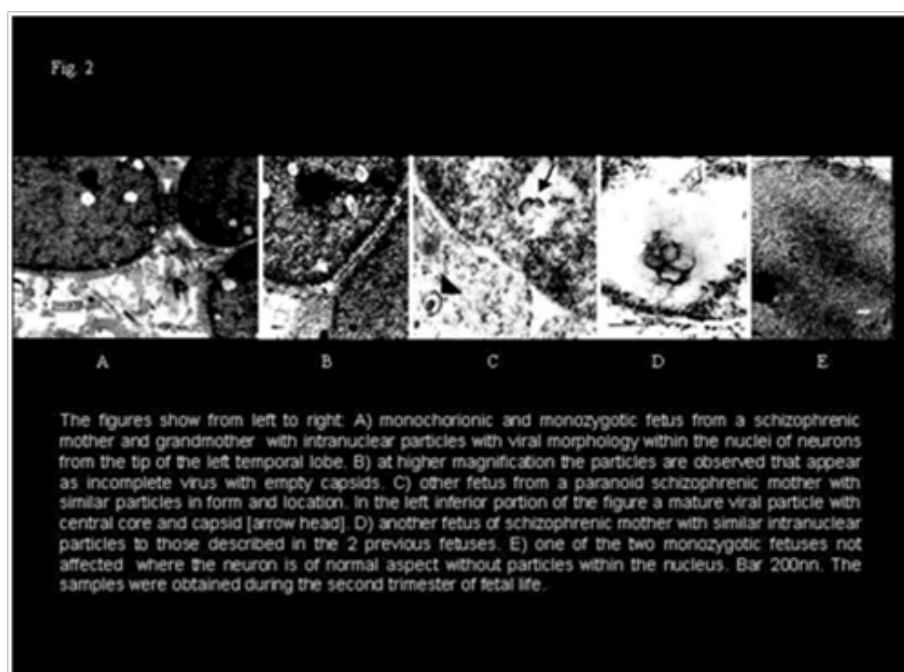 Fig. 2
A B C D E
The figures show from left to right: A) monochorionic and monozygotic fetus from a schizophrenic
mother and grandmother with intranuclear particles with viral morphology within the nuclei of neurons
from the tip of the left temporal lobe. B) at higher magnification the particles are observed that appear
as incomplete virus with empty capsids. C) other fetus from a paranoid schizophrenic mother with
similar particles in form and location. In the left inferior portion of the figure a mature viral particle with
central core and capsid [arrow head]. D) another fetus of schizophrenic mother with similar intranuclear
particles to those described in the 2 previous fetuses. E) one of the two monozygotic fetuses not
affected where the neuron is of normal aspect without particles within the nucleus. Bar 200nn. The
samples were obtained during the second trimester of fetal life.